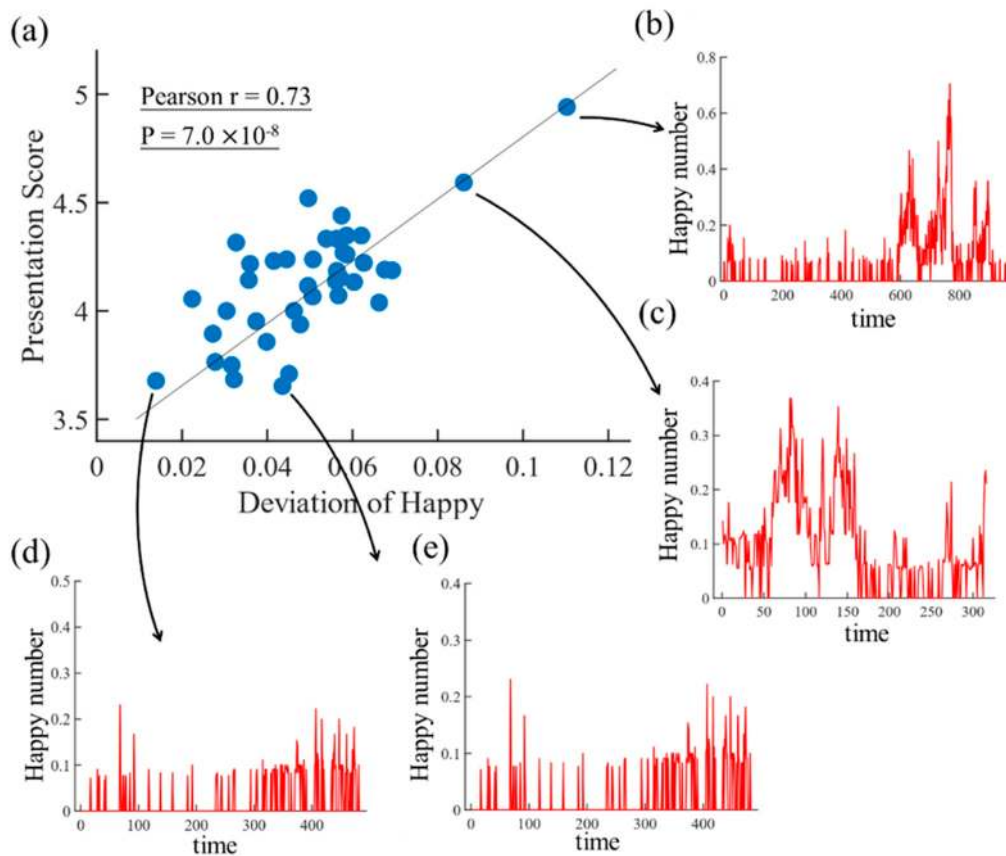 (a)
Pearson r = 0.73
P = 7.0 ×10-8
Presentation Score
5
4.5
4
3.5
0 0.02 0.04 0.06 0.08 0.1 0.12
Deviation of Happy
(b)
Happy number
0.8
0.6
0.4
0.2
0
0 200 400 600 800
time
(c)
Happy number
0.4
0.3
0.2
0.1
0
0 50 100 150 200 250 300
time
(d)
Happy number
0.5
0.4
0.3
0.2
0.1
0
0 100 200 300 400
time
(e)
Happy number
0.4
0.3
0.2
0.1
0
0 100 200 300 400
time